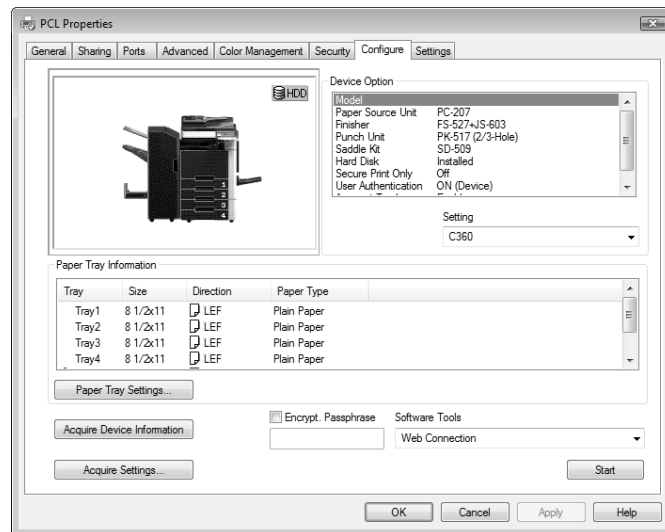 PCL Properties
General Sharing Ports Advanced Color Management Security Configure Settings
HDD
1
2
3
4
Device Option
Model
Paper Source Unit PC-207
Finisher FS-527+JS-603
Punch Unit PK-517 (2/3-Hole)
Saddle Kit SD-509
Hard Disk Installed
Secure Print Only Off
User Authentication ON (Device)
Setting
C360
Paper Tray Information
Tray Size Direction Paper Type
Tray1 8 1/2x11 LEF Plain Paper
Tray2 8 1/2x11 LEF Plain Paper
Tray3 8 1/2x11 LEF Plain Paper
Tray4 8 1/2x11 LEF Plain Paper
Paper Tray Settings...
Acquire Device Information
Encrypt. Passphrase
Software Tools
Web Connection
Acquire Settings...
Start
OK Cancel Apply Help